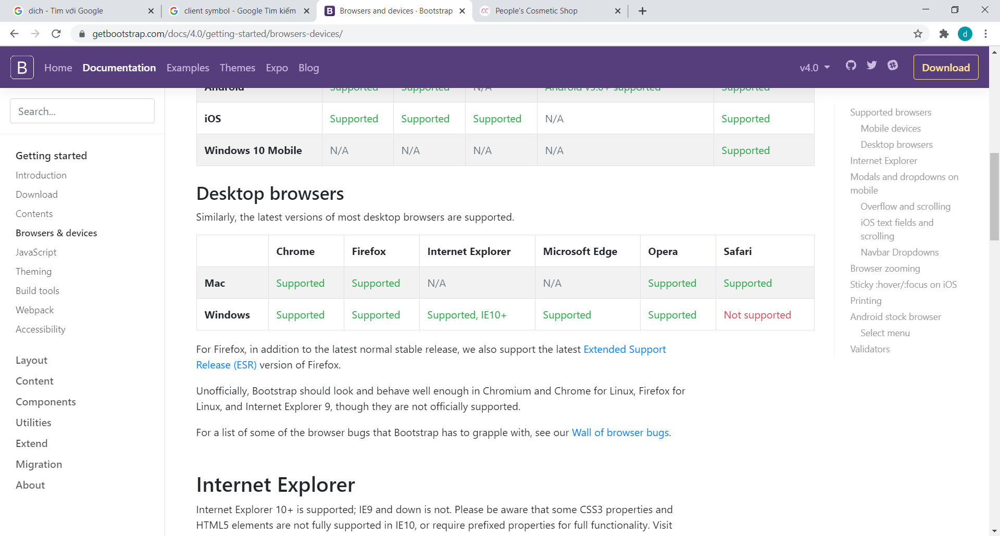 dich - Tìm với Google
client symbol - Google Tìm kiếm
B Browsers and devices · Bootstrap
CC People's Cosmetic Shop
getbootstrap.com/docs/4.0/getting-started/browsers-devices/
d
B Home Documentation Examples Themes Expo Blog v4.0 Download
Search...
Getting started
Introduction
Download
Contents
Browsers & devices
JavaScript
Theming
Build tools
Webpack
Accessibility
Layout
Content
Components
Utilities
Extend
Migration
About
Android Supported Supported N/A Android v5.0+ supported Supported
iOS Supported Supported Supported N/A Supported
Windows 10 Mobile N/A N/A N/A N/A Supported
Desktop browsers
Similarly, the latest versions of most desktop browsers are supported.
Chrome Firefox Internet Explorer Microsoft Edge Opera Safari
Mac Supported Supported N/A N/A Supported Supported
Windows Supported Supported Supported, IE10+ Supported Supported Not supported
For Firefox, in addition to the latest normal stable release, we also support the latest Extended Support
Release (ESR) version of Firefox.
Unofficially, Bootstrap should look and behave well enough in Chromium and Chrome for Linux, Firefox for
Linux, and Internet Explorer 9, though they are not officially supported.
For a list of some of the browser bugs that Bootstrap has to grapple with, see our Wall of browser bugs.
Internet Explorer
Internet Explorer 10+ is supported; IE9 and down is not. Please be aware that some CSS3 properties and
HTML5 elements are not fully supported in IE10, or require prefixed properties for full functionality. Visit
Supported browsers
Mobile devices
Desktop browsers
Internet Explorer
Modals and dropdowns on
mobile
Overflow and scrolling
iOS text fields and
scrolling
Navbar Dropdowns
Browser zooming
Sticky :hover/:focus on iOS
Printing
Android stock browser
Select menu
Validators